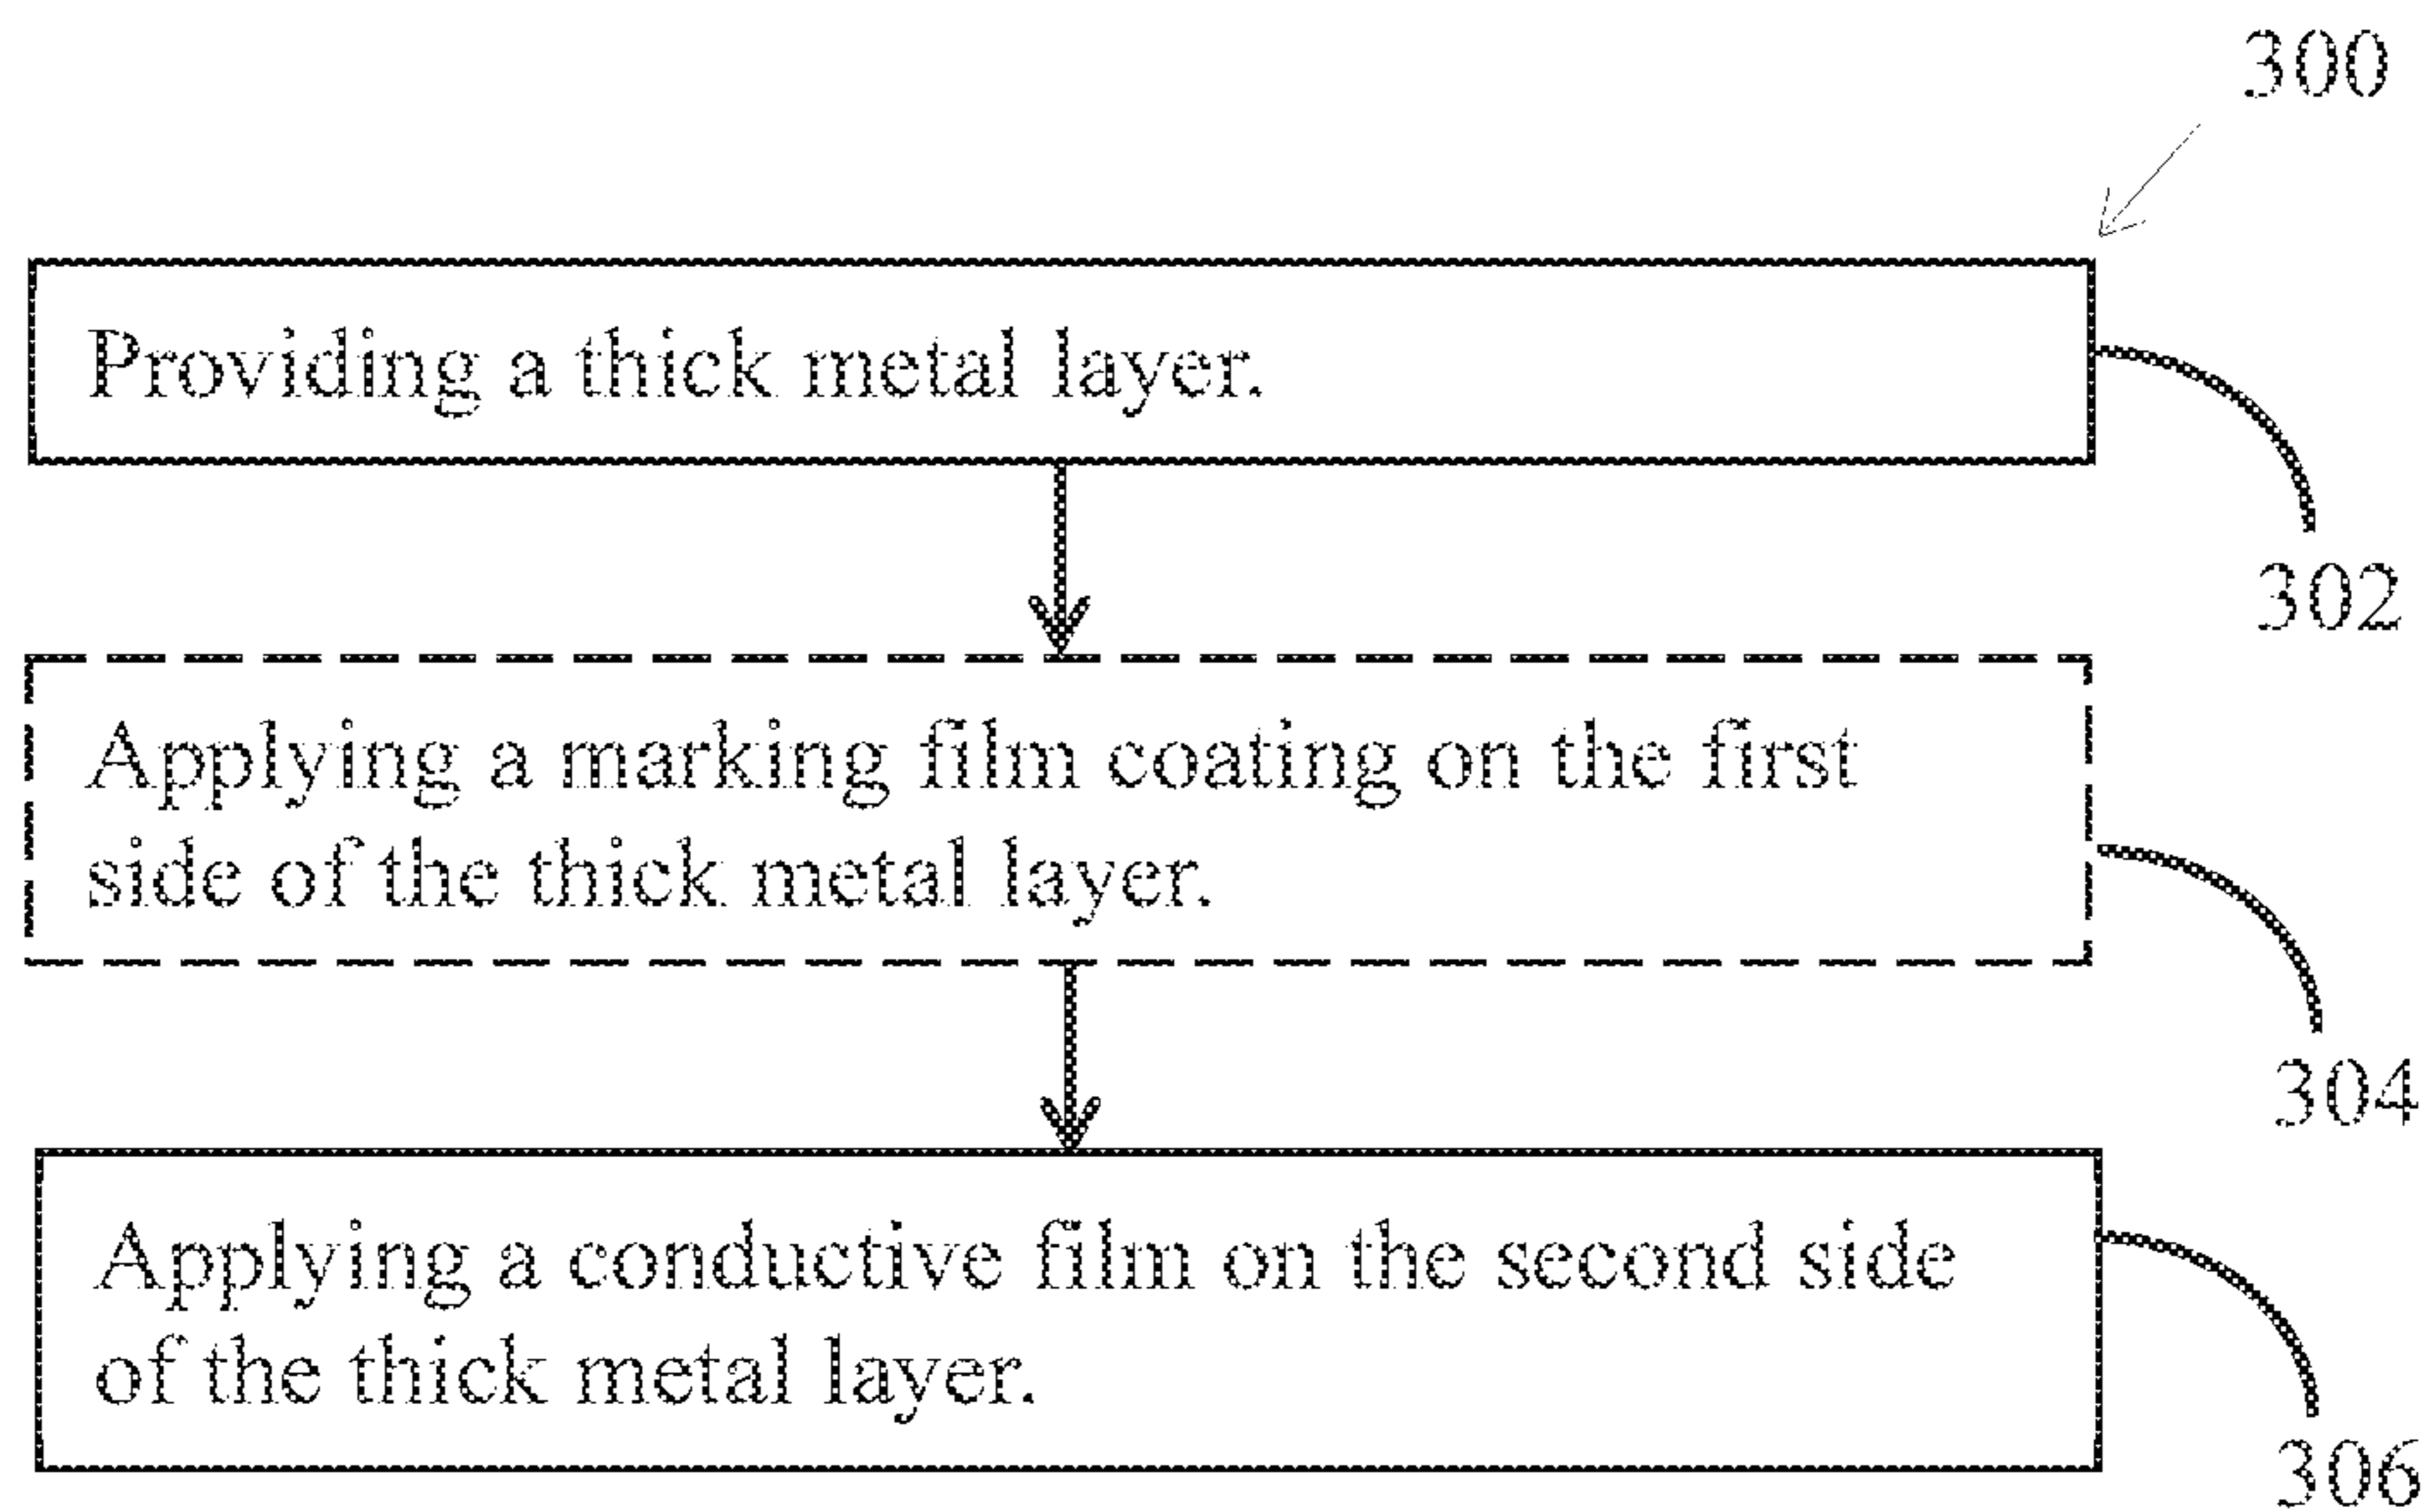 300
Providing a thick metal layer.
302
Applying a marking film coating on the first
side of the thick metal layer.
304
Applying a conductive film on the second side
of the thick metal layer.
306